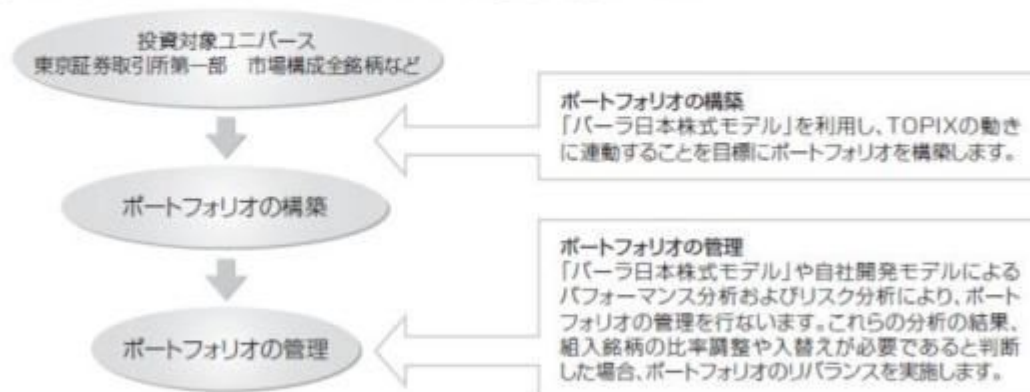 投資対象ユニバース
東京証券取引所第一部　市場構成全銘柄など
ポートフォリオの構築
「バーラ日本株式モデル」を利用し、TOPIXの動き
に連動することを目標にポートフォリオを構築します。
ポートフォリオの構築
ポートフォリオの管理
「バーラ日本株式モデル」や自社開発モデルによる
パフォーマンス分析およびリスク分析により、ポート
フォリオの管理を行ないます。これらの分析の結果、
組入銘柄の比率調整や入替えが必要であると判断
した場合、ポートフォリオのリバランスを実施します。
ポートフォリオの管理